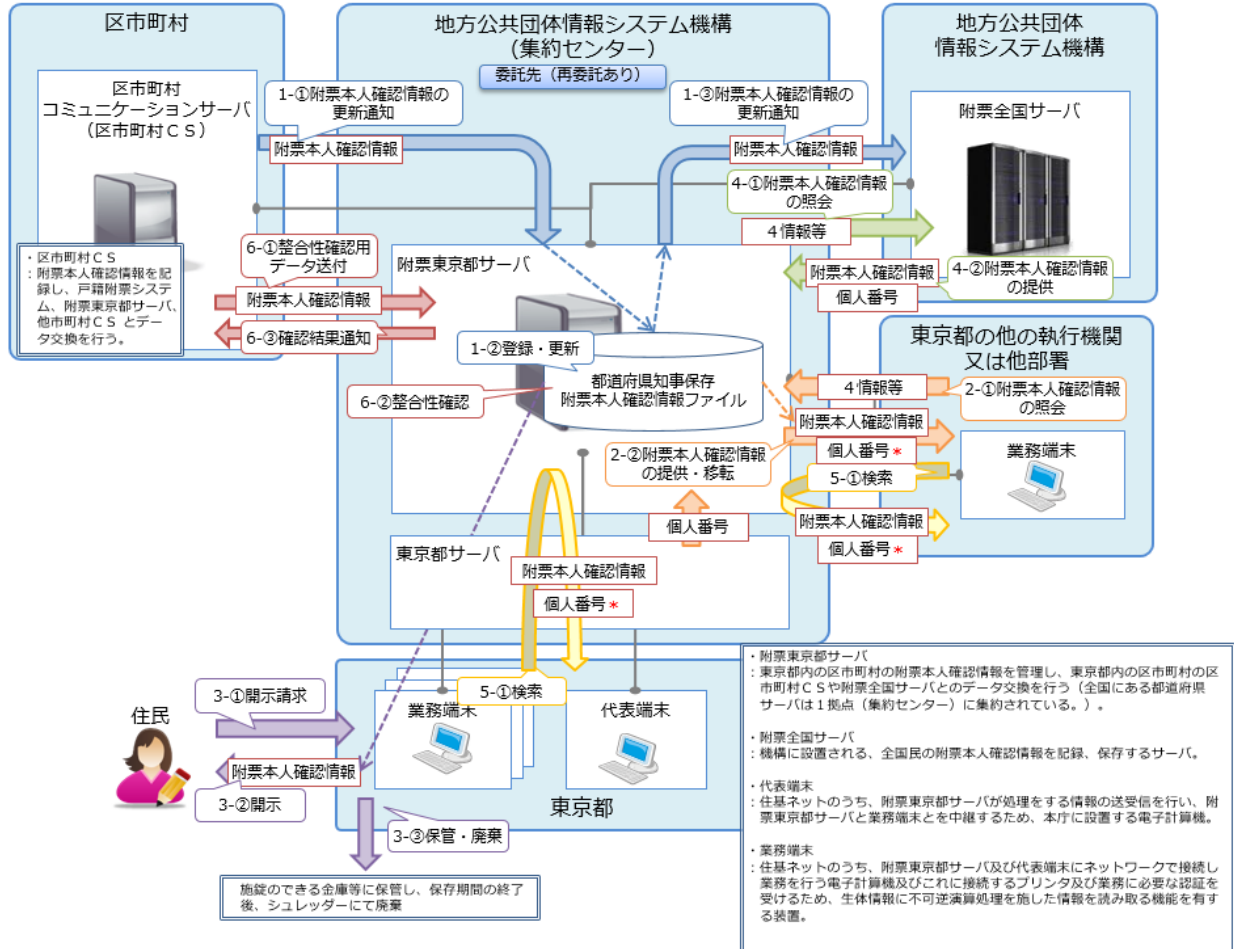 区市町村
区市町村
コミュニケーションサーバ
（区市町村ＣＳ）
・区市町村ＣＳ
：附票本人確認情報を記
録し、戸籍附票システ
ム、附票東京都サーバ、
他市町村ＣＳ とデー
タ交換を行う。
地方公共団体情報システム機構
（集約センター）
委託先（再委託あり）
1-①附票本人確認情報の
更新通知
附票本人確認情報
1-③附票本人確認情報の
更新通知
附票本人確認情報
地方公共団体
情報システム機構
附票全国サーバ
4-①附票本人確認情報
の照会
４情報等
附票本人確認情報
個人番号
4-②附票本人確認情報
の提供
6-①整合性確認用
データ送付
附票本人確認情報
6-③確認結果通知
附票東京都サーバ
1-②登録・更新
都道府県知事保存
附票本人確認情報ファイル
6-②整合性確認
東京都の他の執行機関
又は他部署
４情報等
2-①附票本人確認情報
の照会
附票本人確認情報
個人番号＊
2-②附票本人確認情報
の提供・移転
業務端末
5-①検索
附票本人確認情報
個人番号＊
個人番号
東京都サーバ
附票本人確認情報
個人番号＊
5-①検索
業務端末
代表端末
東京都
住民
3-①開示請求
附票本人確認情報
3-②開示
3-③保管・廃棄
施錠のできる金庫等に保管し、保存期間の終了
後、シュレッダーにて廃棄
・附票東京都サーバ
：東京都内の区市町村の附票本人確認情報を管理し、東京都内の区市町村の区
市町村ＣＳや附票全国サーバとのデータ交換を行う（全国にある都道府県
サーバは１拠点（集約センター）に集約されている。）。
・附票全国サーバ
：機構に設置される、全国民の附票本人確認情報を記録、保存するサーバ。
・代表端末
：住基ネットのうち、附票東京都サーバが処理をする情報の送受信を行い、附
票東京都サーバと業務端末とを中継するため、本庁に設置する電子計算機。
・業務端末
：住基ネットのうち、附票東京都サーバ及び代表端末にネットワークで接続し
業務を行う電子計算機及びこれに接続するプリンタ及び業務に必要な認証を
受けるため、生体情報に不可逆演算処理を施した情報を読み取る機能を有す
る装置。